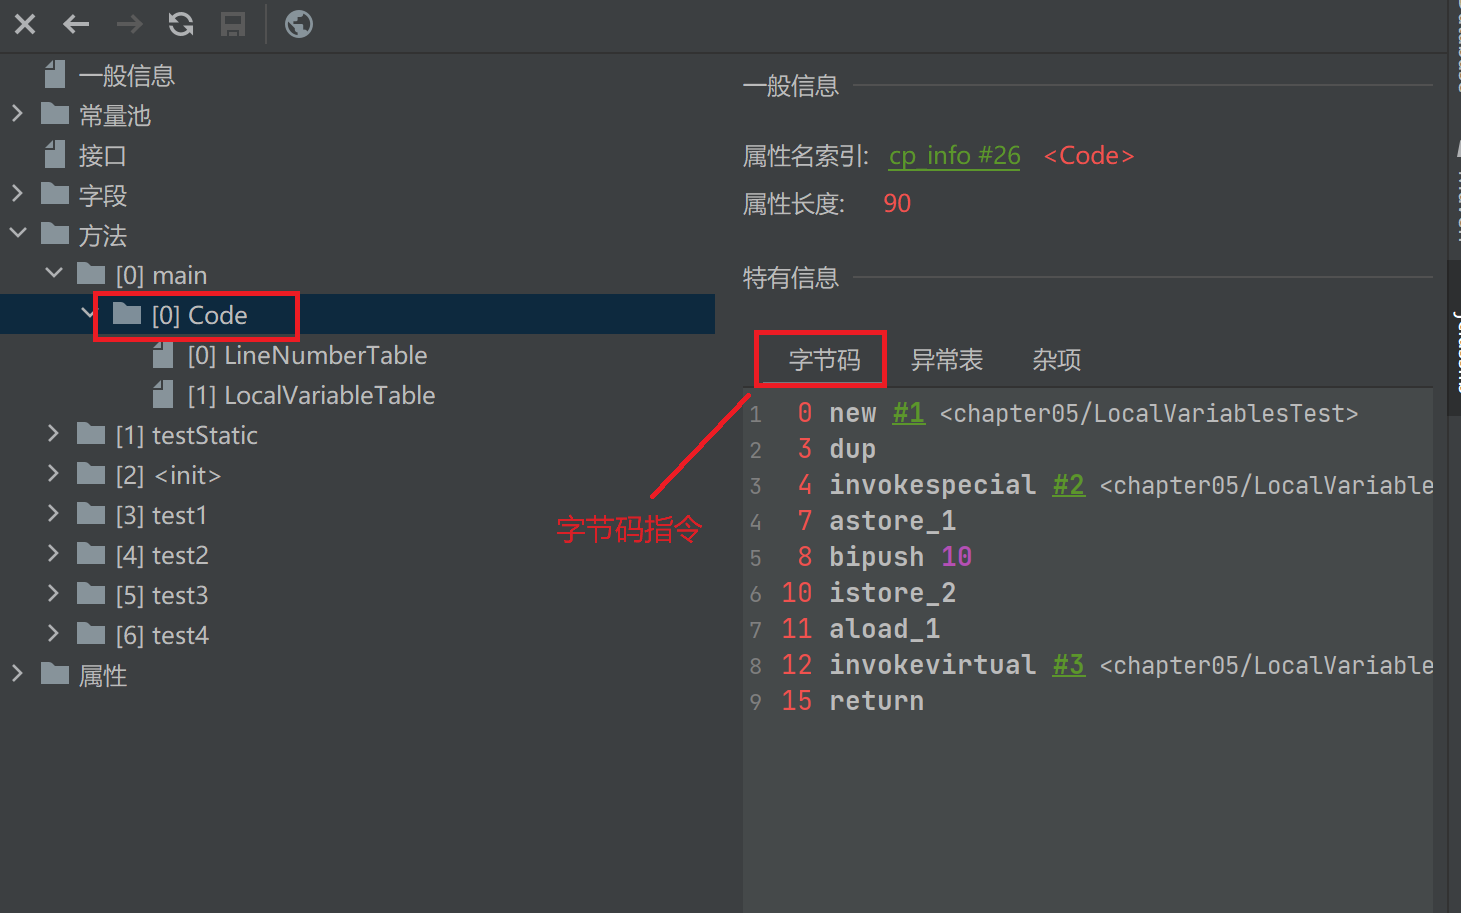 一般信息
常量池
接口
字段
方法
[0] main
[0] Code
[0] LineNumberTable
[1] LocalVariableTable
[1] testStatic
[2] <init>
[3] test1
[4] test2
[5] test3
[6] test4
属性
一般信息
属性名索引: cp_info #26 <Code>
属性长度: 90
特有信息
字节码 异常表 杂项
1 0 new #1 <chapter05/LocalVariablesTest>
2 3 dup
3 4 invokespecial #2 <chapter05/LocalVariable
4 7 astore_1
5 8 bipush 10
6 10 istore_2
7 11 aload_1
8 12 invokevirtual #3 <chapter05/LocalVariable
9 15 return
字节码指令